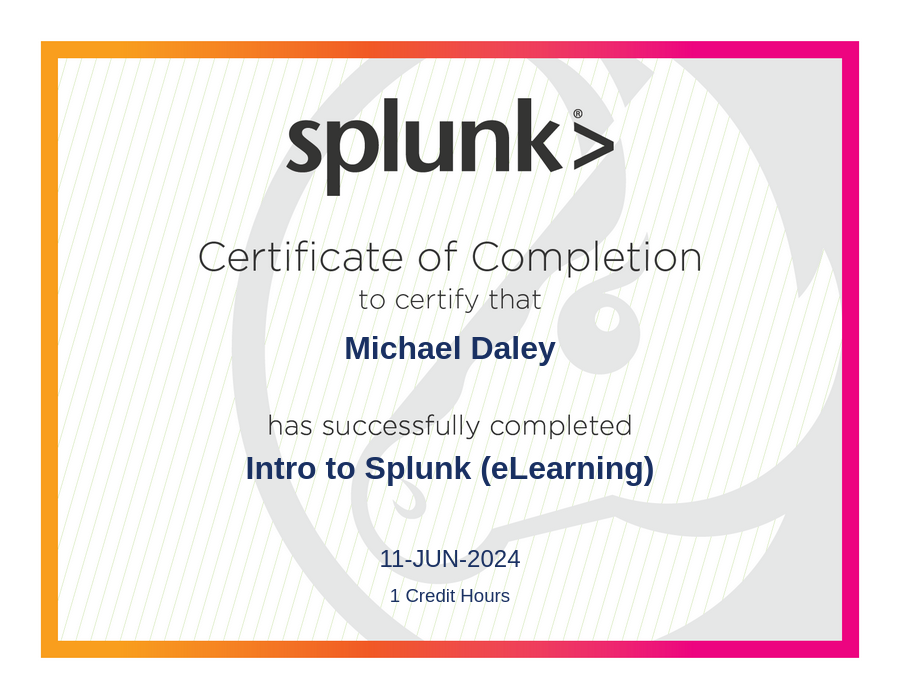 splunk>®
Certificate of Completion
to certify that
Michael Daley
has successfully completed
Intro to Splunk (eLearning)
11-JUN-2024
1 Credit Hours